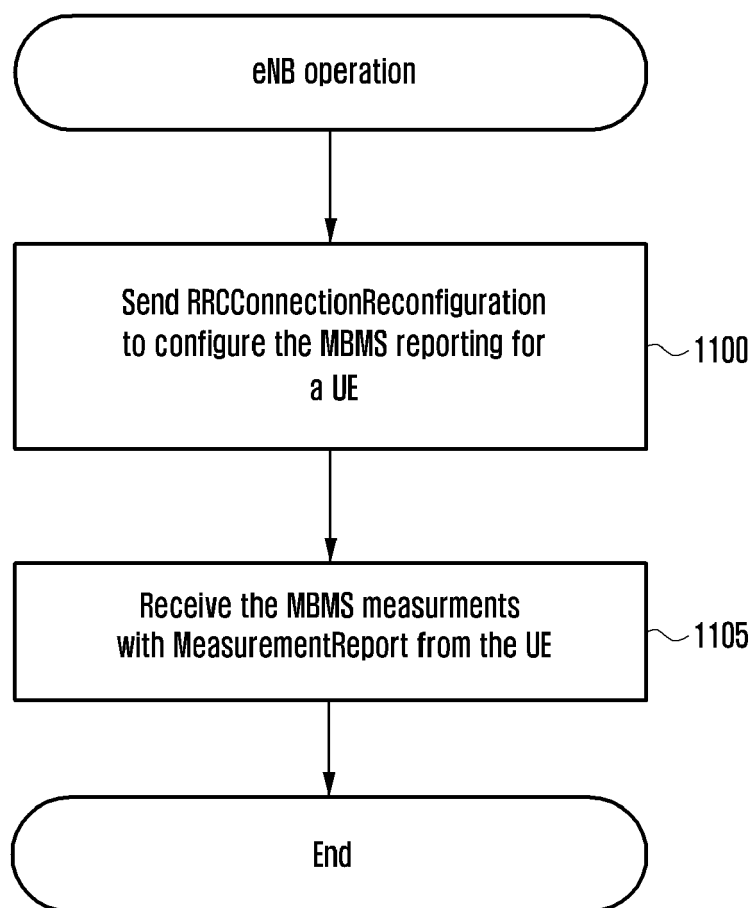 eNB operation
Send RRCConnectionReconfiguration
to configure the MBMS reporting for
a UE
1100
Receive the MBMS measurments
with MeasurementReport from the UE
1105
End